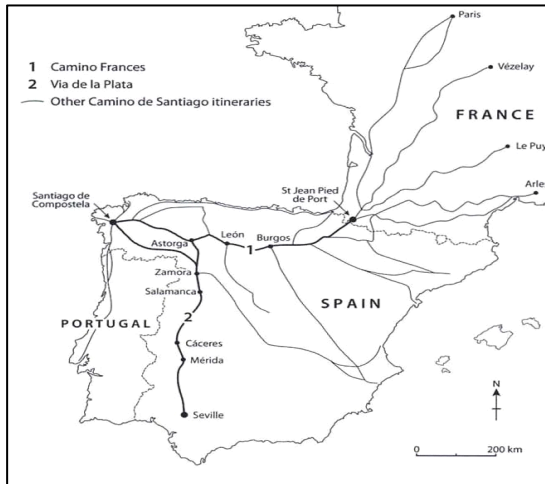 1 Camino Frances
2 Via de la Plata
Other Camino de Santiago itineraries
Paris
Vézelay
FRANCE
Le Puy
Arles
St Jean Pied
de Port
Santiago de
Compostela
León
Burgos
Astorga
1
Zamora
Salamanca
SPAIN
PORTUGAL
2
Cáceres
Mérida
Seville
N
0 200 km